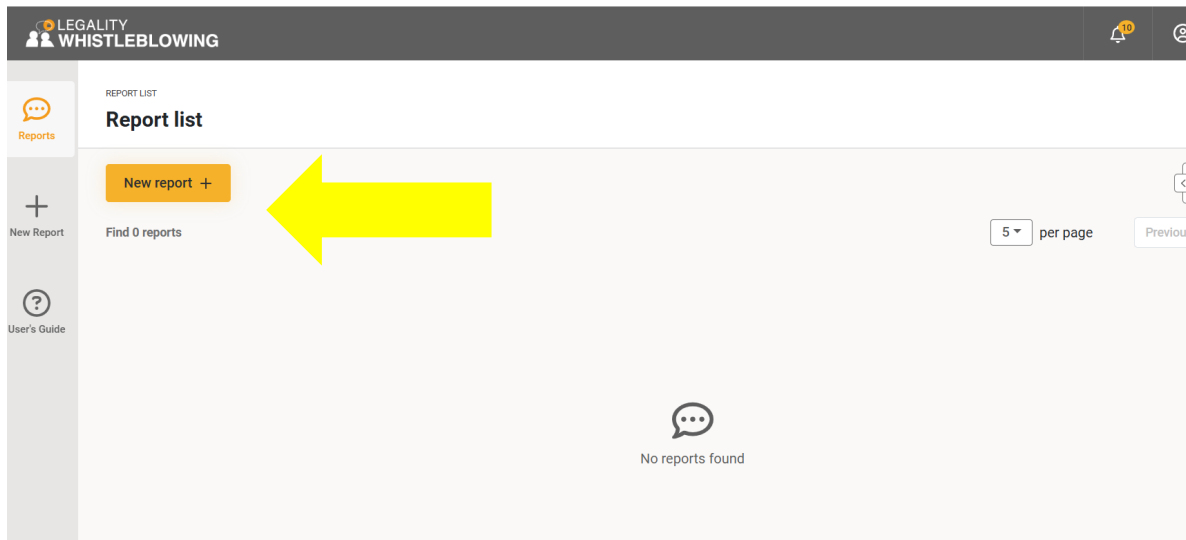 LEGALITY
WHISTLEBLOWING
10
Reports
New Report
User's Guide
REPORT LIST
Report list
New report +
Find 0 reports
5 per page
Previou
No reports found